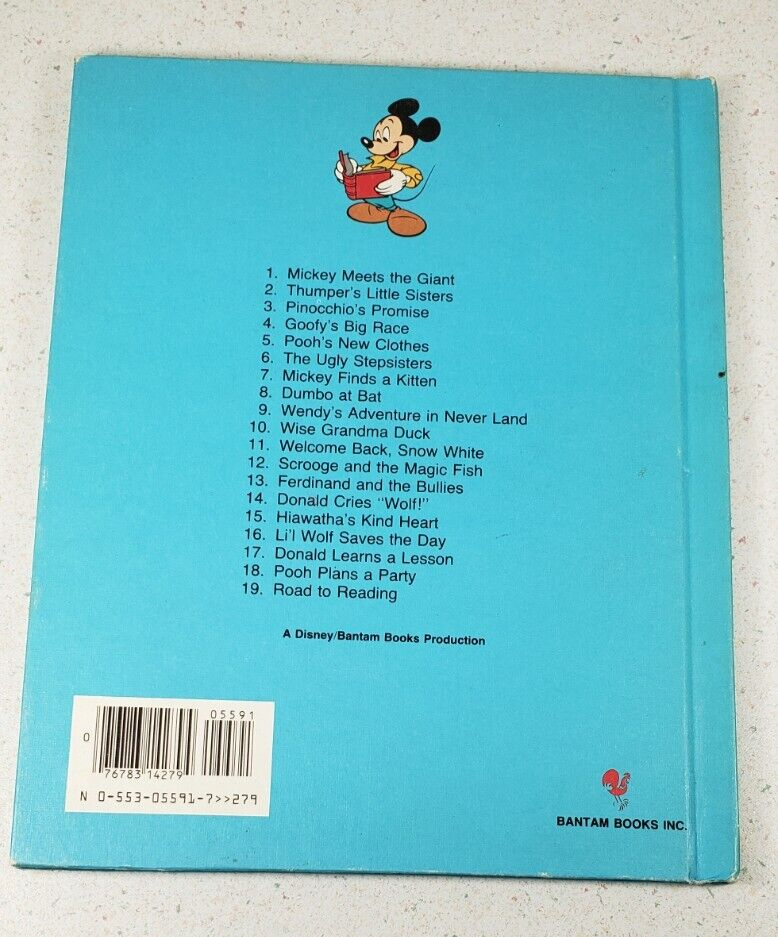 1. Mickey Meets the Giant
2. Thumper's Little Sisters
3. Pinocchio's Promise
4. Goofy's Big Race
5. Pooh's New Clothes
6. The Ugly Stepsisters
7. Mickey Finds a Kitten
8. Dumbo at Bat
9. Wendy's Adventure in Never Land
10. Wise Grandma Duck
11. Welcome Back, Snow White
12. Scrooge and the Magic Fish
13. Ferdinand and the Bullies
14. Donald Cries "Wolf!"
15. Hiawatha's Kind Heart
16. Li'l Wolf Saves the Day
17. Donald Learns a Lesson
18. Pooh Plans a Party
19. Road to Reading
A Disney/Bantam Books Production
05591
0 76783 14279
N 0-553-05591-7>>279
BANTAM BOOKS INC.